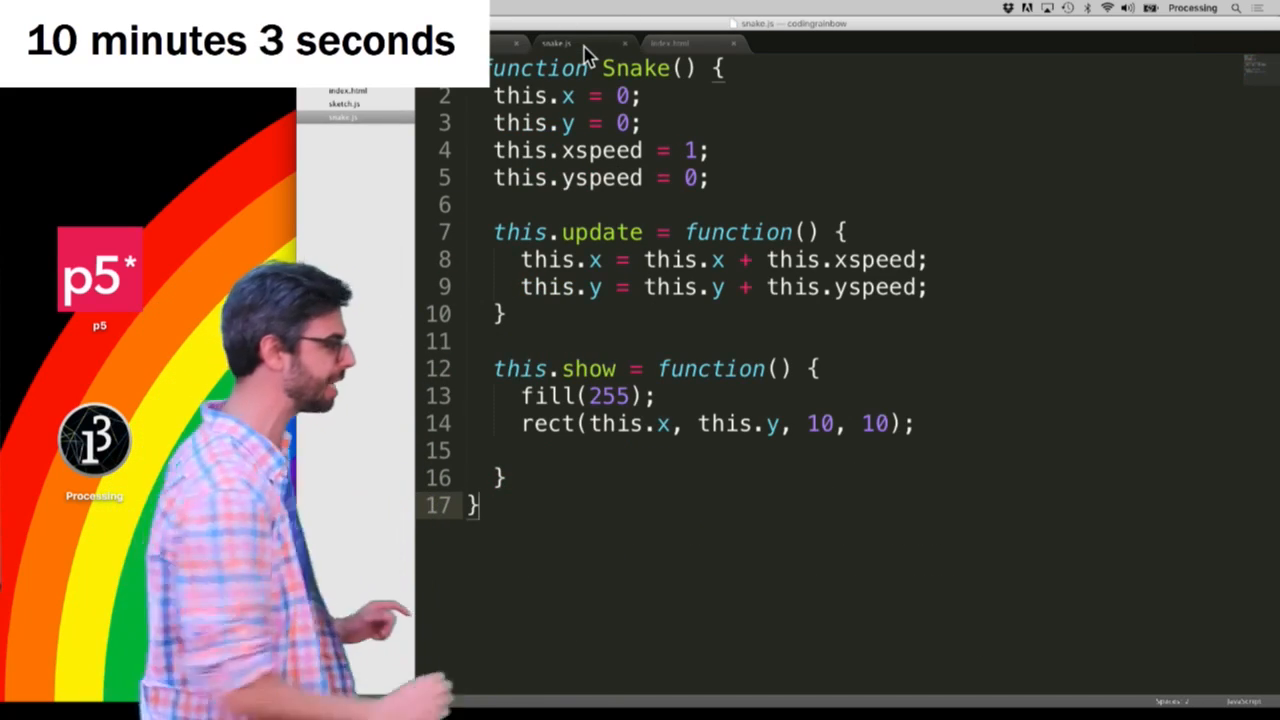 10 minutes 3 seconds
Processing
snake.js — codingrainbow
snake.js
index.html
index.html
sketch.js
snake.js
function Snake() {
2 this.x = 0;
3 this.y = 0;
4 this.xspeed = 1;
5 this.yspeed = 0;
6
7 this.update = function() {
8 this.x = this.x + this.xspeed;
9 this.y = this.y + this.yspeed;
10 }
11
12 this.show = function() {
13 fill(255);
14 rect(this.x, this.y, 10, 10);
15
16 }
17 }
p5*
p5
Processing
Spaces: 2
JavaScript